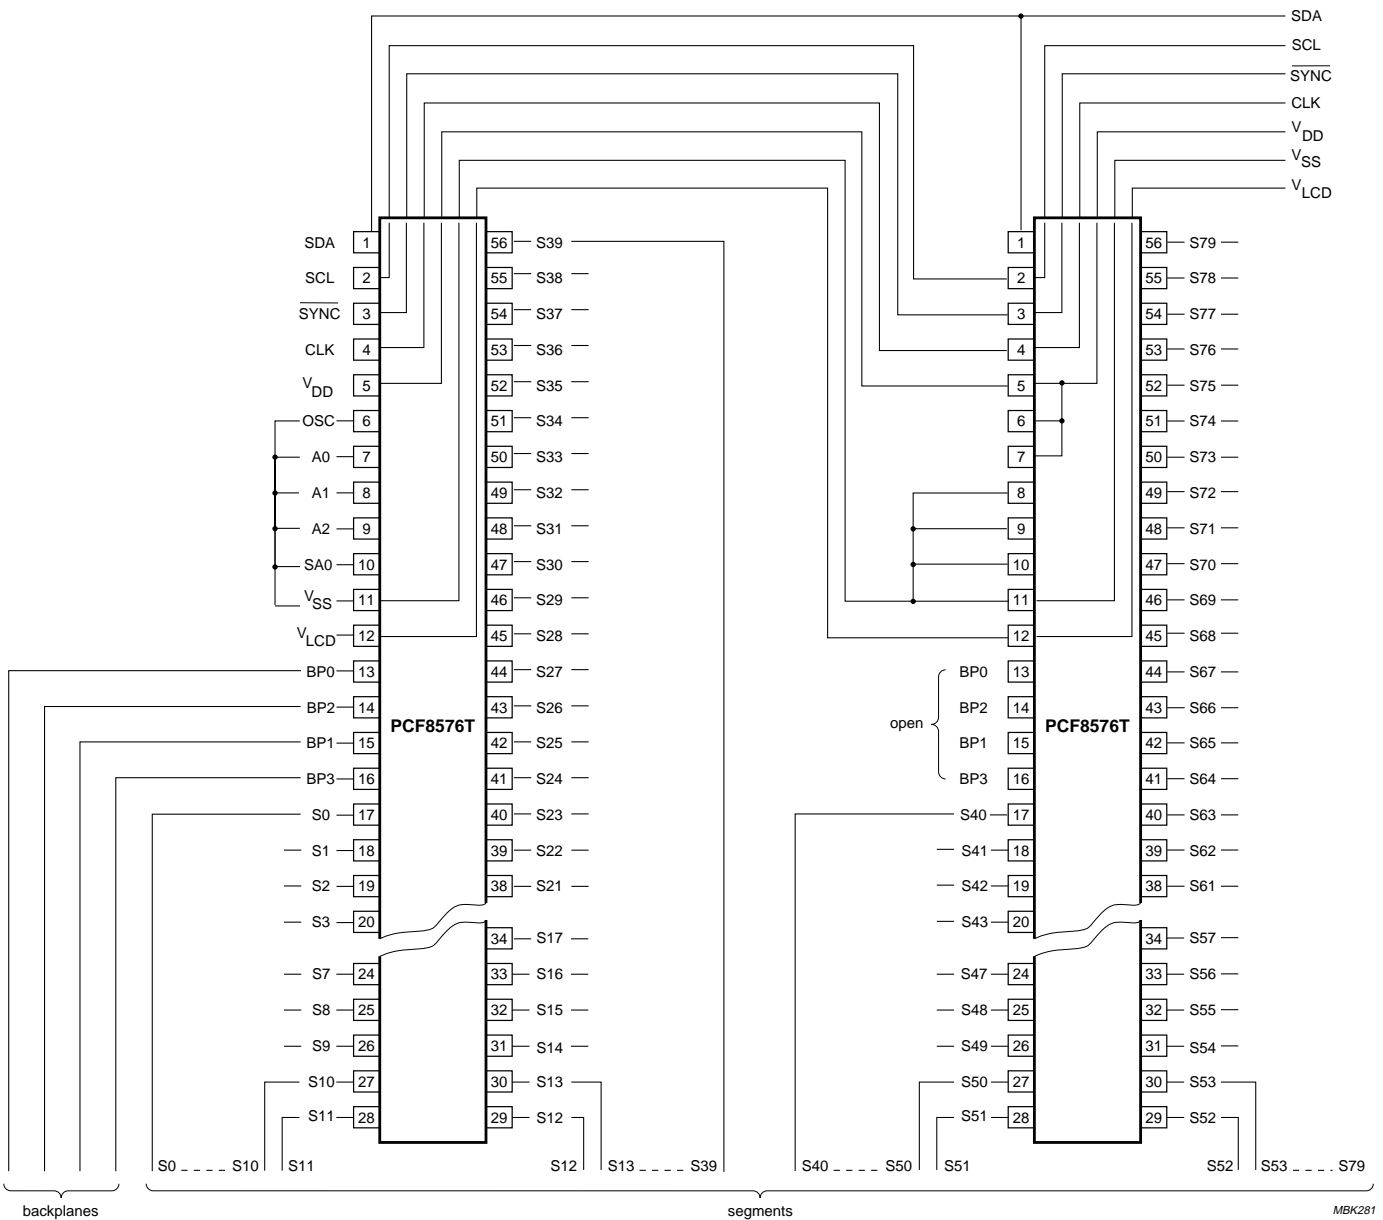 SDA
SCL
SYNC
CLK
VDD
VSS
VLCD
SDA 1 56 S39 1 56 S79
SCL 2 55 S38 2 55 S78
SYNC 3 54 S37 3 54 S77
CLK 4 53 S36 4 53 S76
VDD 5 52 S35 5 52 S75
OSC 6 51 S34 6 51 S74
A0 7 50 S33 7 50 S73
A1 8 49 S32 8 49 S72
A2 9 48 S31 9 48 S71
SA0 10 47 S30 10 47 S70
VSS 11 46 S29 11 46 S69
VLCD 12 45 S28 12 45 S68
BP0 13 44 S27 BP0 13 44 S67
BP2 14 43 S26 BP2 14 43 S66
PCF8576T open PCF8576T
BP1 15 42 S25 BP1 15 42 S65
BP3 16 41 S24 BP3 16 41 S64
S0 17 40 S23 S40 17 40 S63
S1 18 39 S22 S41 18 39 S62
S2 19 38 S21 S42 19 38 S61
S3 20 S43 20
34 S17 34 S57
S7 24 33 S16 S47 24 33 S56
S8 25 32 S15 S48 25 32 S55
S9 26 31 S14 S49 26 31 S54
S10 27 30 S13 S50 27 30 S53
S11 28 29 S12 S51 28 29 S52
S0 S10 S11 S12 S13 S39 S40 S50 S51 S52 S53 S79
backplanes segments MBK281